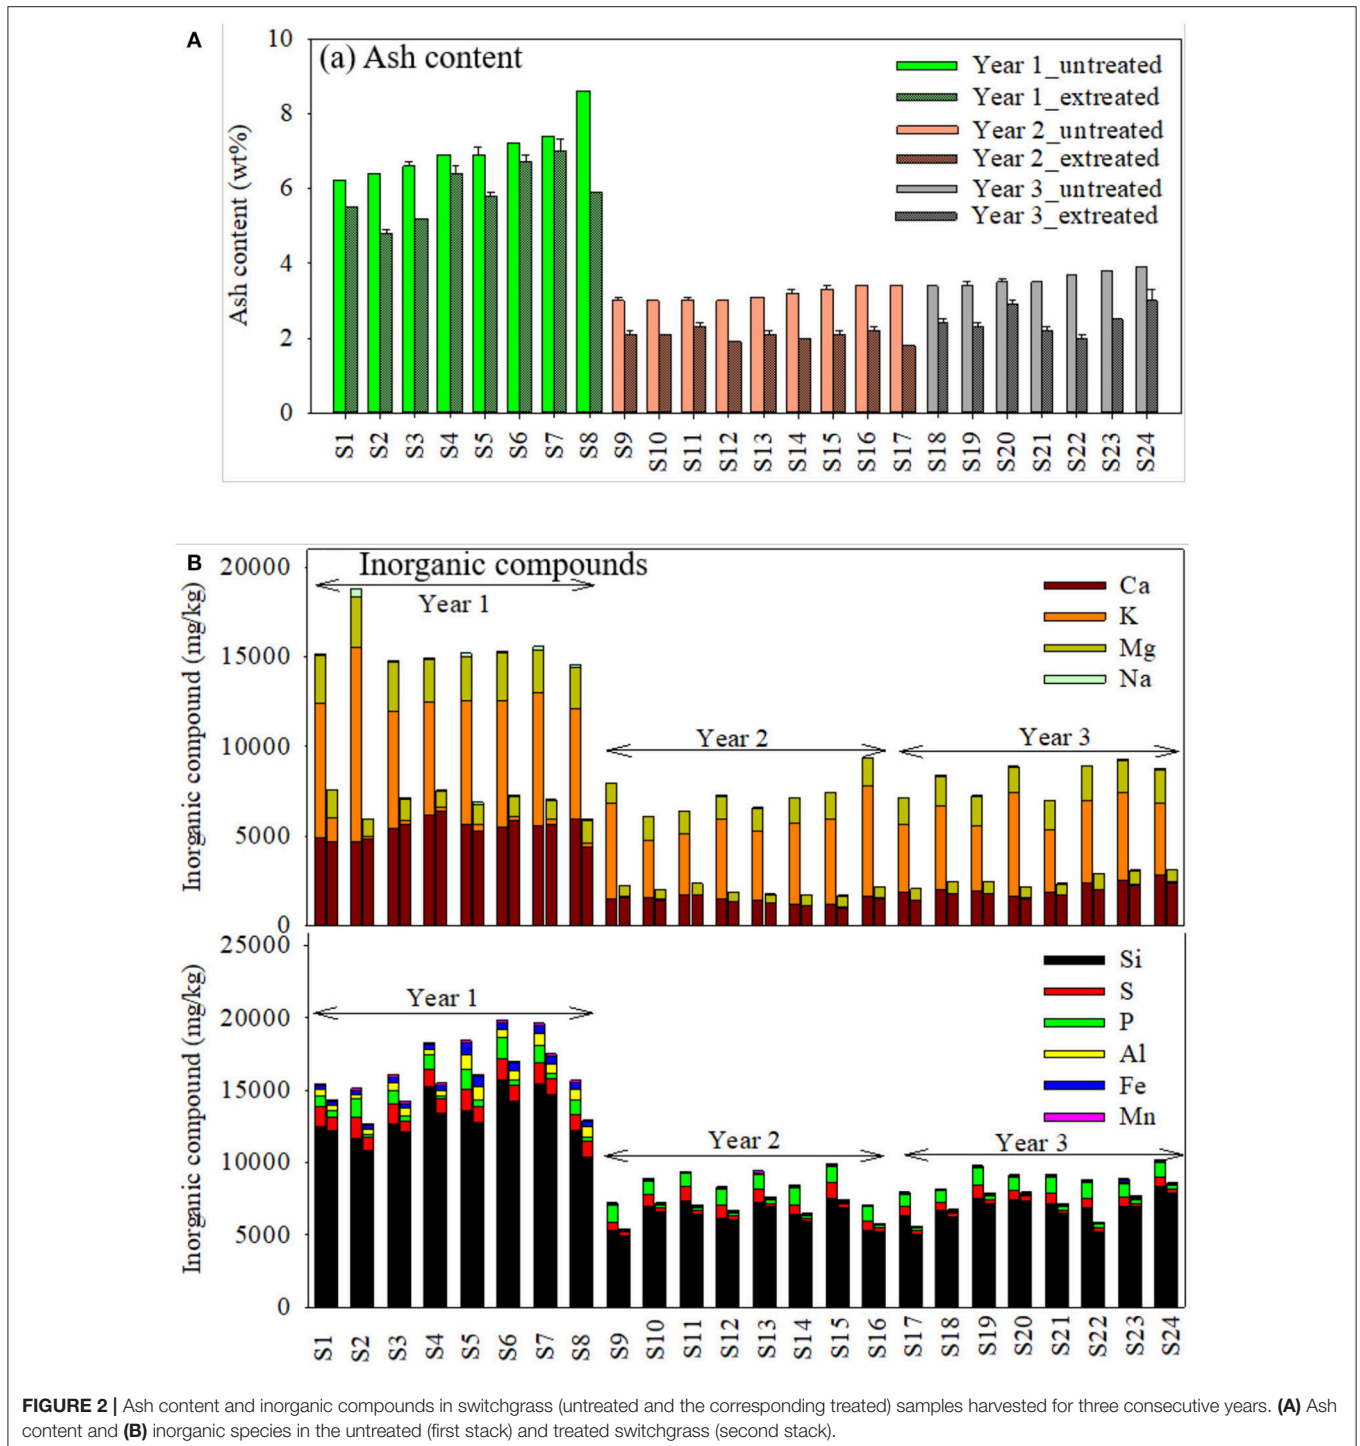 A
(a) Ash content
10
8
6
4
2
0
Ash content (wt%)
Year 1_untreated
Year 1_extreated
Year 2_untreated
Year 2_extreated
Year 3_untreated
Year 3_extreated
S1 S2 S3 S4 S5 S6 S7 S8 S9 S10 S11 S12 S13 S14 S15 S16 S17 S18 S19 S20 S21 S22 S23 S24
B
Inorganic compounds
20000
15000
10000
5000
0
Inorganic compound (mg/kg)
Year 1
Year 2
Year 3
Ca
K
Mg
Na
25000
20000
15000
10000
5000
0
Inorganic compound (mg/kg)
Year 1
Year 2
Year 3
Si
S
P
Al
Fe
Mn
S1 S2 S3 S4 S5 S6 S7 S8 S9 S10 S11 S12 S13 S14 S15 S16 S17 S18 S19 S20 S21 S22 S23 S24
FIGURE 2 | Ash content and inorganic compounds in switchgrass (untreated and the corresponding treated) samples harvested for three consecutive years. (A) Ash
content and (B) inorganic species in the untreated (first stack) and treated switchgrass (second stack).